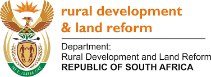 rural development
& land reform
Department:
Rural Development and Land Reform
REPUBLIC OF SOUTH AFRICA